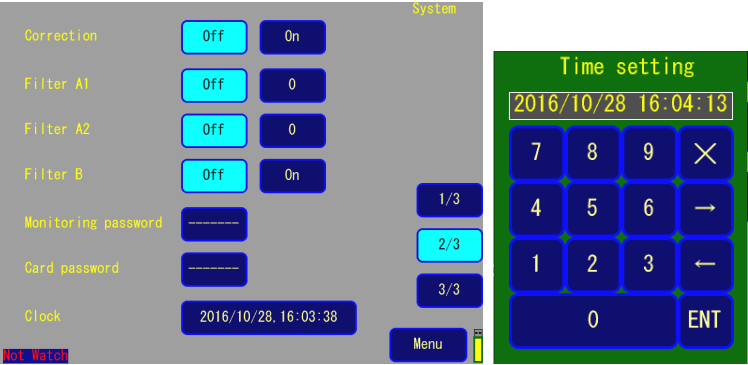 System
Correction Off On
Filter A1 Off 0
Filter A2 Off 0
Filter B Off On
1/3
Monitoring password -------
2/3
Card password -------
3/3
Clock 2016/10/28,16:03:38
Menu
Not Watch
Time setting
2016/10/28 16:04:13
7 8 9 ×
4 5 6 →
1 2 3 ←
0 ENT